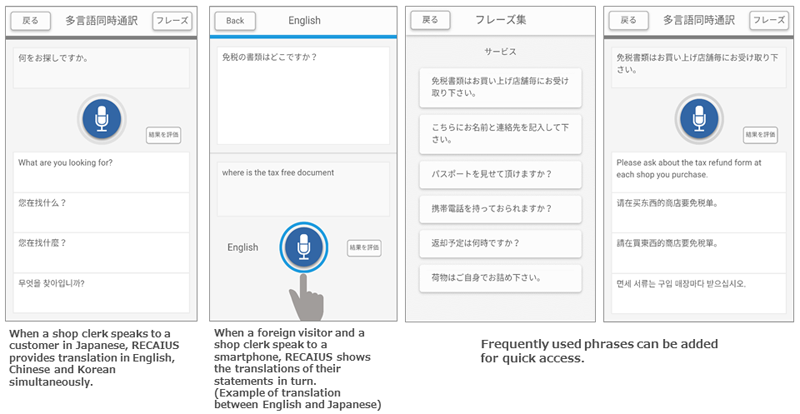 戻る 多言語同時通訳 フレーズ
何をお探しですか。
結果を評価
What are you looking for?
您在找什么？
您在找什麼？
무엇을 찾아입니까?
When a shop clerk speaks to a
customer in Japanese, RECAIUS
provides translation in English,
Chinese and Korean
simultaneously.
Back English
免税の書類はどこですか？
where is the tax free document
English 結果を評価
When a foreign visitor and a
shop clerk speak to a
smartphone, RECAIUS shows
the translations of their
statements in turn.
(Example of translation
between English and Japanese)
戻る フレーズ集
サービス
免税書類はお買い上げ店舗毎にお受け
取り下さい。
こちらにお名前と連絡先を記入して下
さい。
パスポートを見せて頂けますか？
携帯電話を持っておられますか？
返却予定は何時ですか？
荷物はご自身でお詰め下さい。
戻る 多言語同時通訳 フレーズ
免税書類はお買い上げ店舗毎にお受け取り下
さい。
結果を評価
Please ask about the tax refund form at
each shop you purchase.
请在买东西的商店要免税单。
請在買東西的商店要免稅單。
면세 서류는 구입 매장마다 받으십시오.
Frequently used phrases can be added
for quick access.